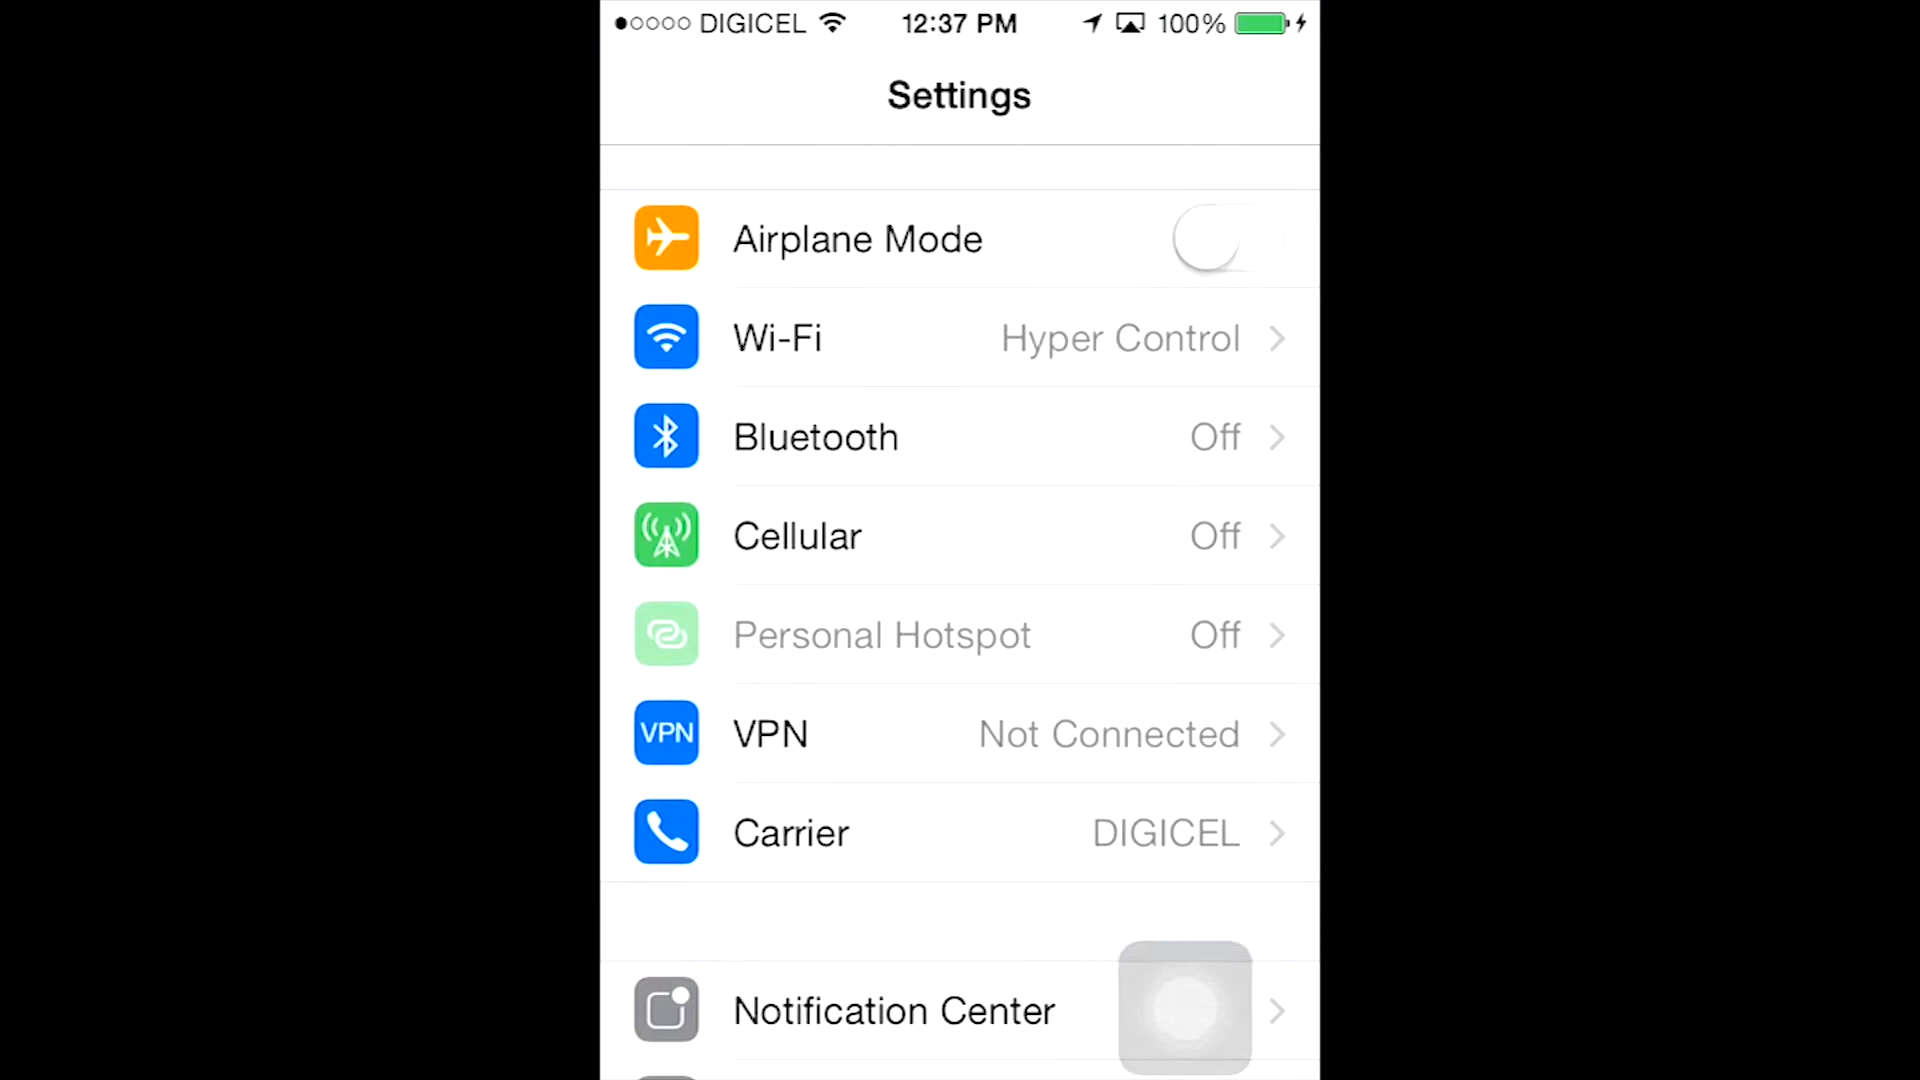 DIGICEL 12:37 PM 100%
Settings
Airplane Mode
Wi-Fi Hyper Control
Bluetooth Off
Cellular Off
Personal Hotspot Off
VPN VPN Not Connected
Carrier DIGICEL
Notification Center